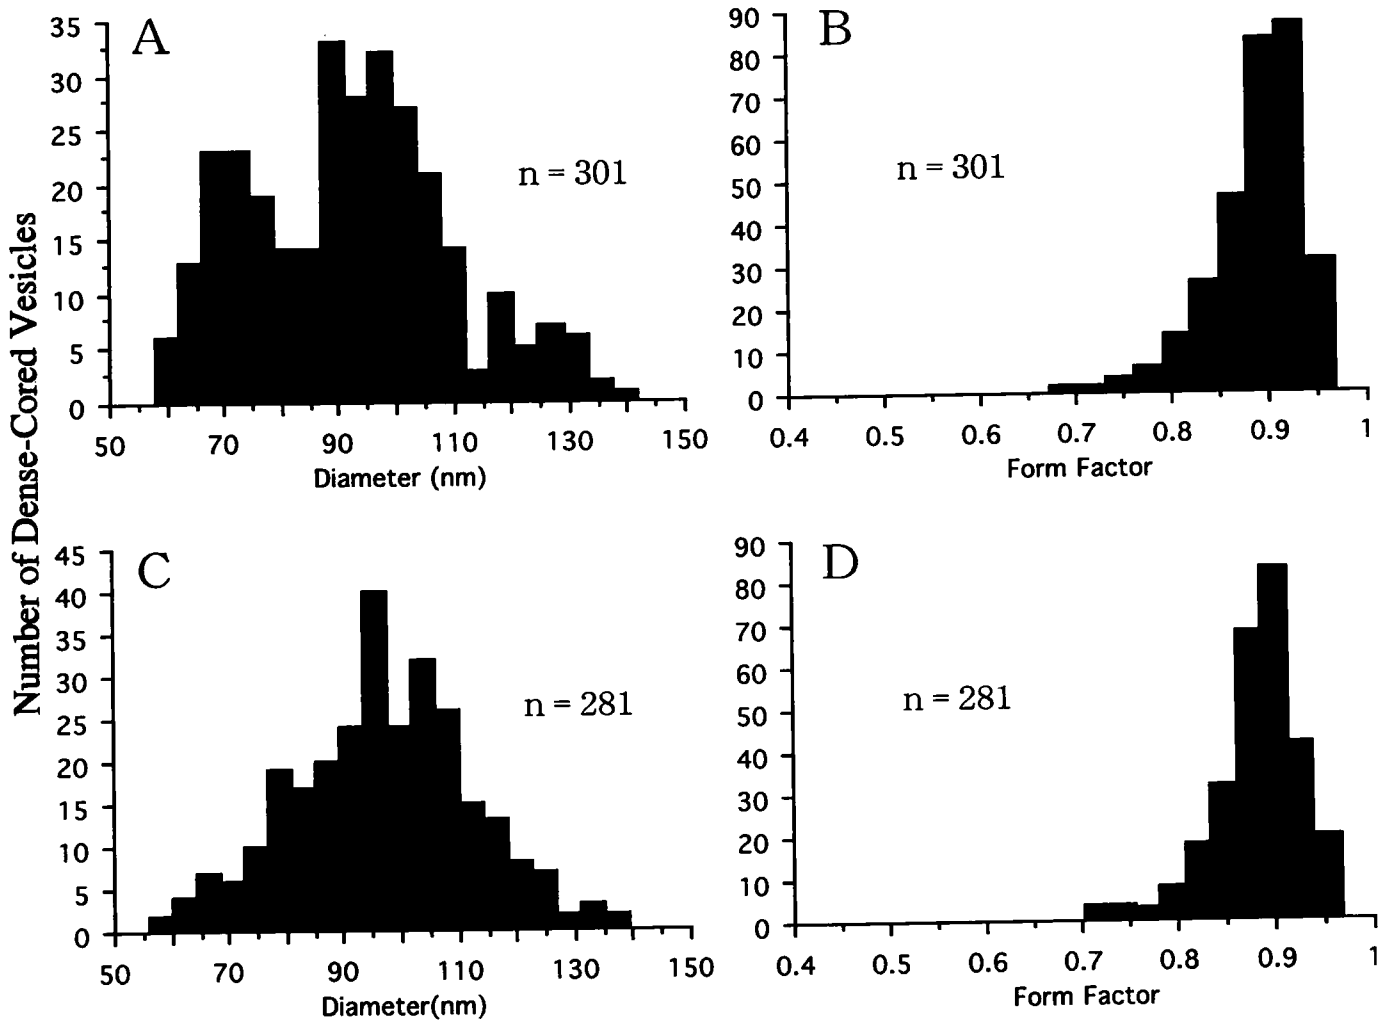 Number of Dense-Cored Vesicles
A
35
30
25
20
15
10
5
0
n = 301
50 70 90 110 130 150
Diameter (nm)
B
90
80
70
60
50
40
30
20
10
0
n = 301
0.4 0.5 0.6 0.7 0.8 0.9 1
Form Factor
C
45
40
35
30
25
20
15
10
5
0
n = 281
50 70 90 110 130 150
Diameter(nm)
D
90
80
70
60
50
40
30
20
10
0
n = 281
0.4 0.5 0.6 0.7 0.8 0.9 1
Form Factor